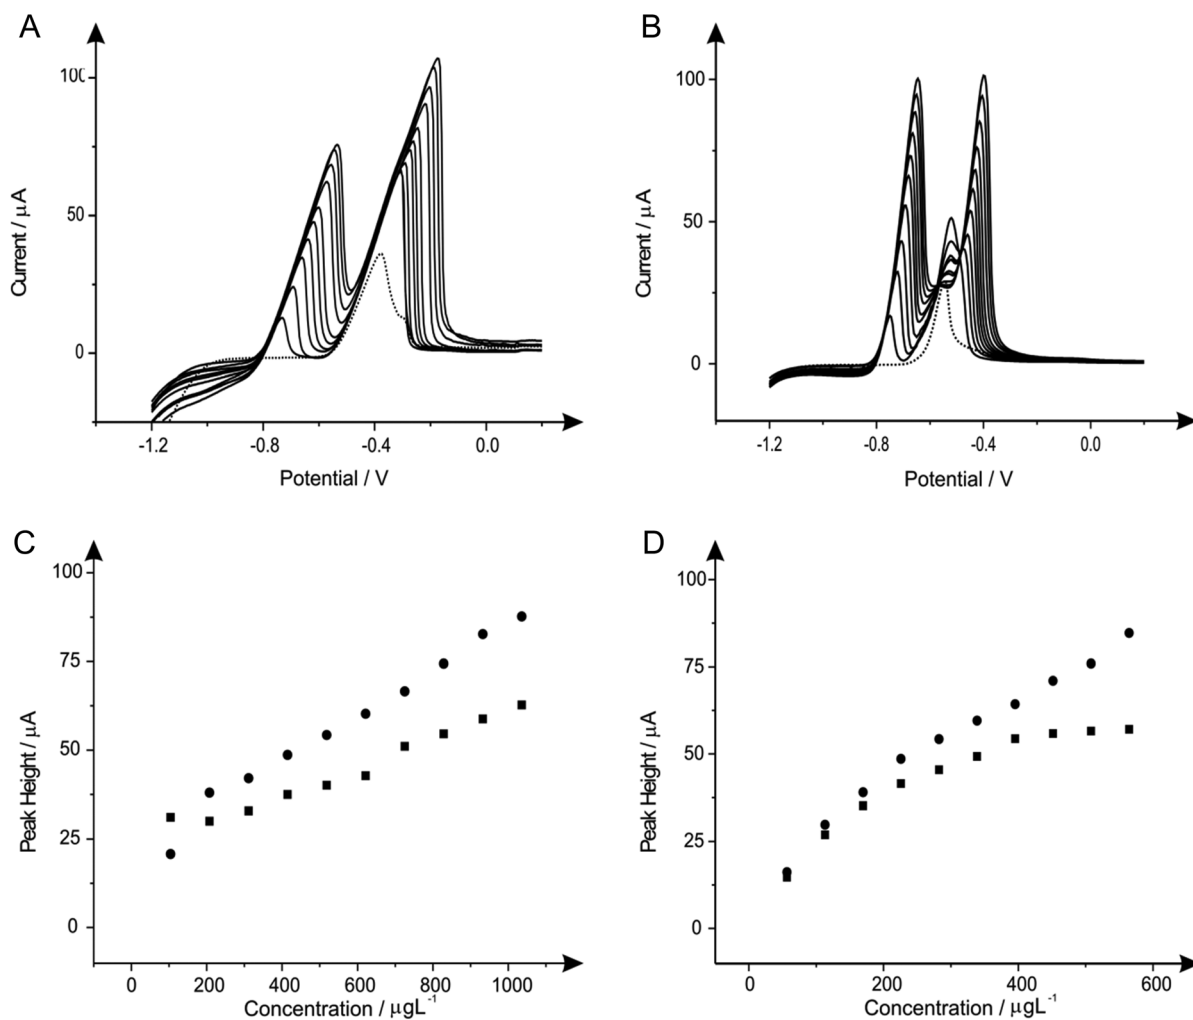 A
100
50
0
-1.2 -0.8 -0.4 0.0
Current / μA
Potential / V
B
100
50
0
-1.2 -0.8 -0.4 0.0
Current / μA
Potential / V
C
100
75
50
25
0
0 200 400 600 800 1000
Peak Height / μA
Concentration / μgL⁻¹
D
100
75
50
25
0
0 200 400 600
Peak Height / μA
Concentration / μgL⁻¹